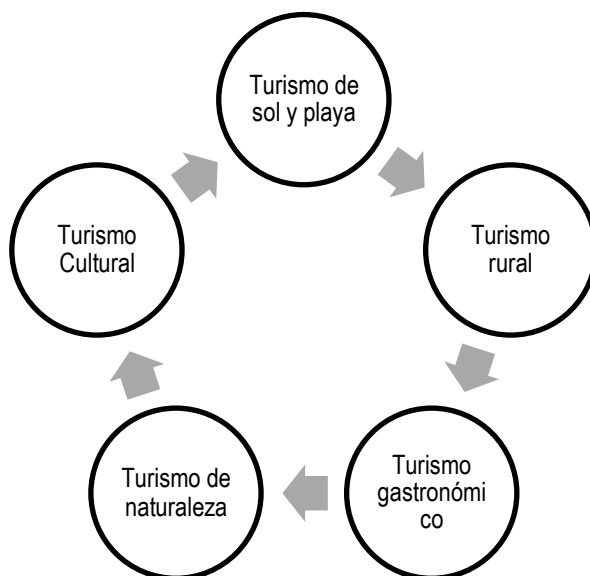 Turismo de
sol y playa
Turismo
rural
Turismo
gastronómi
co
Turismo de
naturaleza
Turismo
Cultural